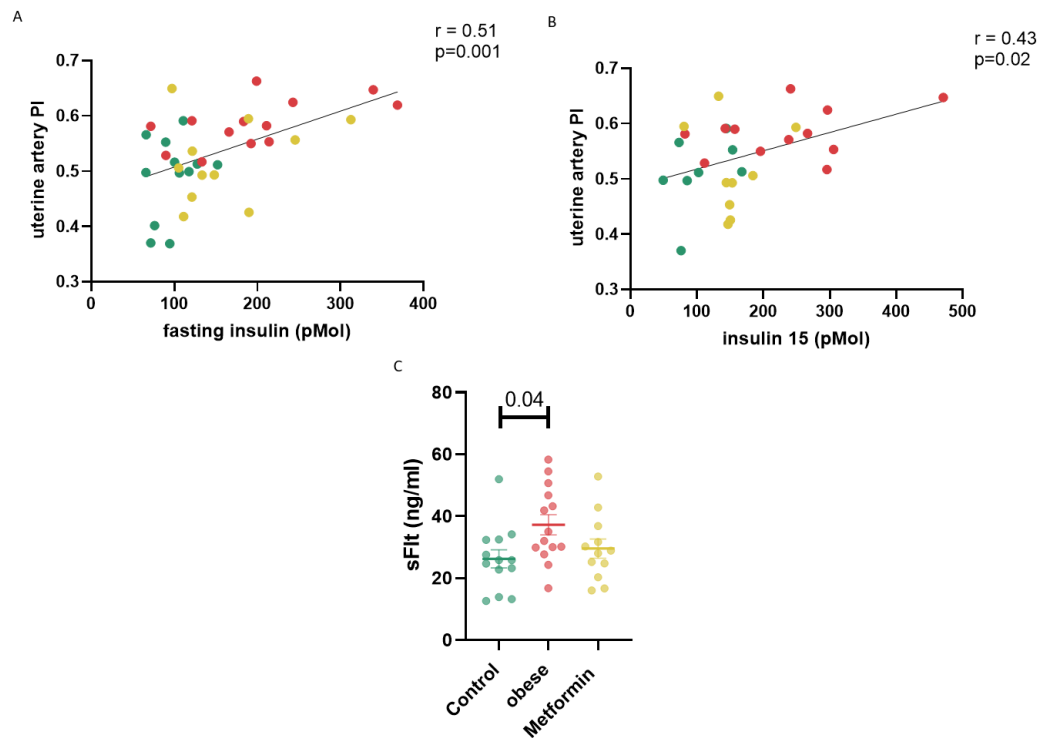 A
r = 0.51
p=0.001
0.7
0.6
0.5
0.4
0.3
uterine artery PI
0 100 200 300 400
fasting insulin (pMol)
B
r = 0.43
p=0.02
0.7
0.6
0.5
0.4
0.3
uterine artery PI
0 100 200 300 400 500
insulin 15 (pMol)
C
0.04
80
60
40
20
0
sFlt (ng/ml)
Control obese Metformin